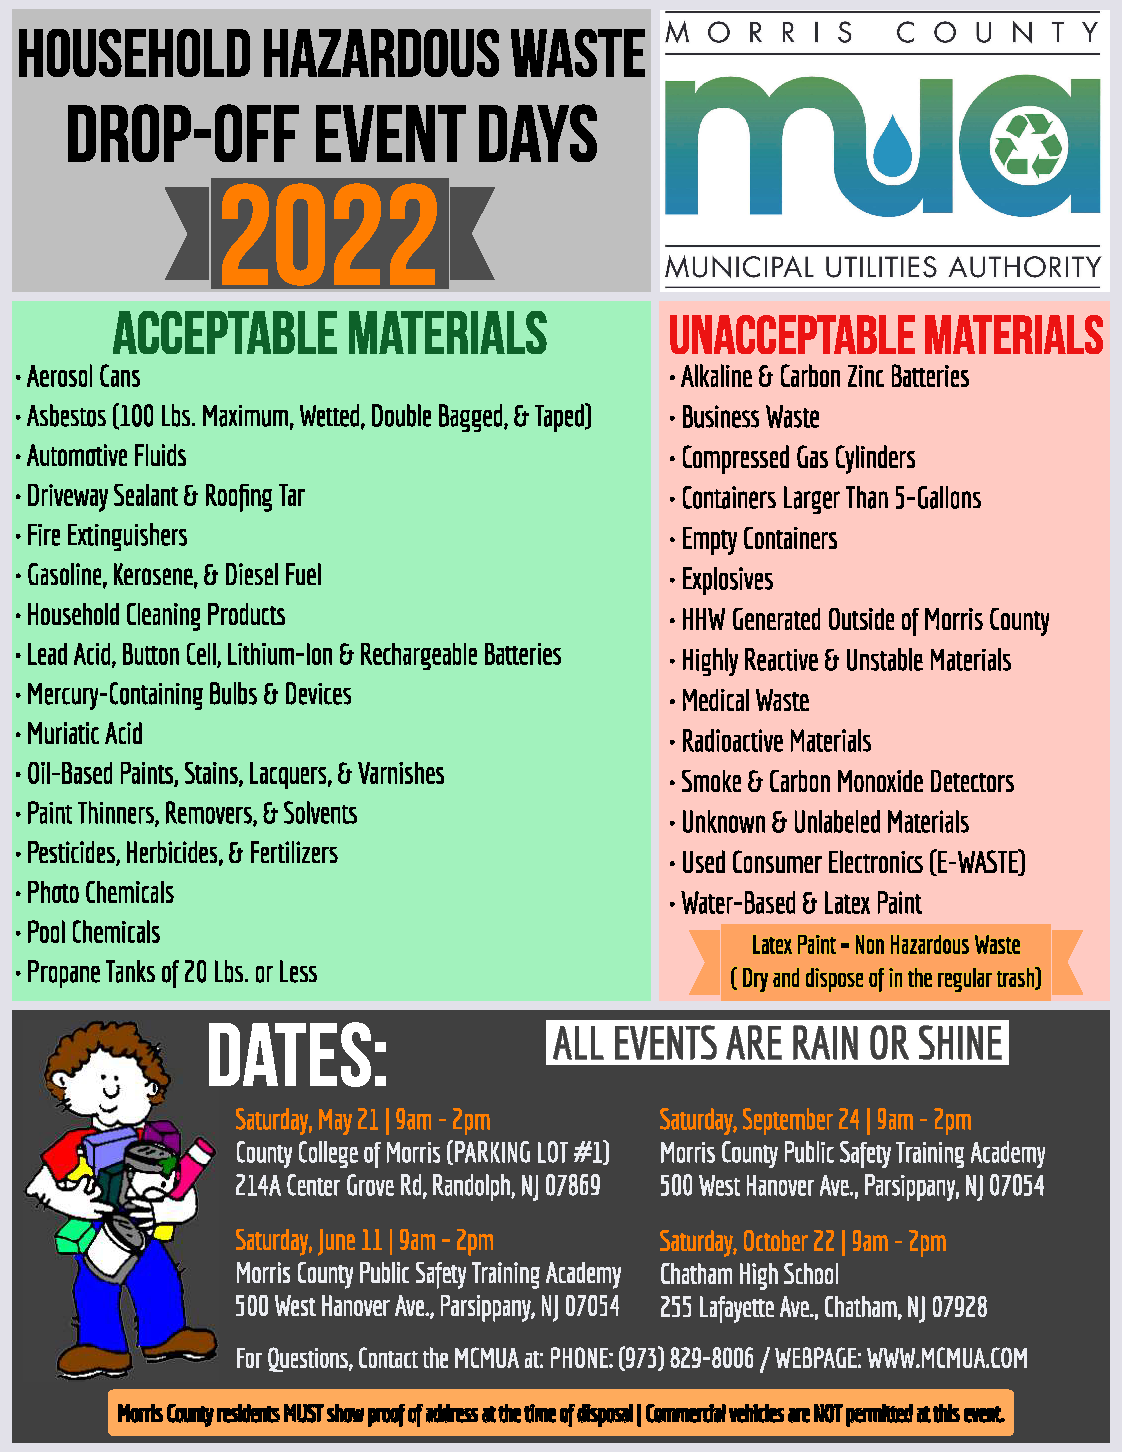 HOUSEHOLD HAZARDOUS WASTE
DROP-OFF EVENT DAYS
2022
MORRIS COUNTY
mua
MUNICIPAL UTILITIES AUTHORITY
ACCEPTABLE MATERIALS
• Aerosol Cans
• Asbestos (100 Lbs. Maximum, Wetted, Double Bagged, & Taped)
• Automotive Fluids
• Driveway Sealant & Roofing Tar
• Fire Extinguishers
• Gasoline, Kerosene, & Diesel Fuel
• Household Cleaning Products
• Lead Acid, Button Cell, Lithium-Ion & Rechargeable Batteries
• Mercury-Containing Bulbs & Devices
• Muriatic Acid
• Oil-Based Paints, Stains, Lacquers, & Varnishes
• Paint Thinners, Removers, & Solvents
• Pesticides, Herbicides, & Fertilizers
• Photo Chemicals
• Pool Chemicals
• Propane Tanks of 20 Lbs. or Less
UNACCEPTABLE MATERIALS
• Alkaline & Carbon Zinc Batteries
• Business Waste
• Compressed Gas Cylinders
• Containers Larger Than 5-Gallons
• Empty Containers
• Explosives
• HHW Generated Outside of Morris County
• Highly Reactive & Unstable Materials
• Medical Waste
• Radioactive Materials
• Smoke & Carbon Monoxide Detectors
• Unknown & Unlabeled Materials
• Used Consumer Electronics (E-WASTE)
• Water-Based & Latex Paint
Latex Paint = Non Hazardous Waste
( Dry and dispose of in the regular trash)
DATES:
ALL EVENTS ARE RAIN OR SHINE
Saturday, May 21 | 9am - 2pm
County College of Morris (PARKING LOT #1)
214A Center Grove Rd, Randolph, NJ 07869
Saturday, June 11 | 9am - 2pm
Morris County Public Safety Training Academy
500 West Hanover Ave., Parsippany, NJ 07054
Saturday, September 24 | 9am - 2pm
Morris County Public Safety Training Academy
500 West Hanover Ave., Parsippany, NJ 07054
Saturday, October 22 | 9am - 2pm
Chatham High School
255 Lafayette Ave., Chatham, NJ 07928
For Questions, Contact the MCMUA at: PHONE: (973) 829-8006 / WEBPAGE: WWW.MCMUA.COM
Morris County residents MUST show proof of address at the time of disposal | Commercial vehicles are NOT permitted at this event.